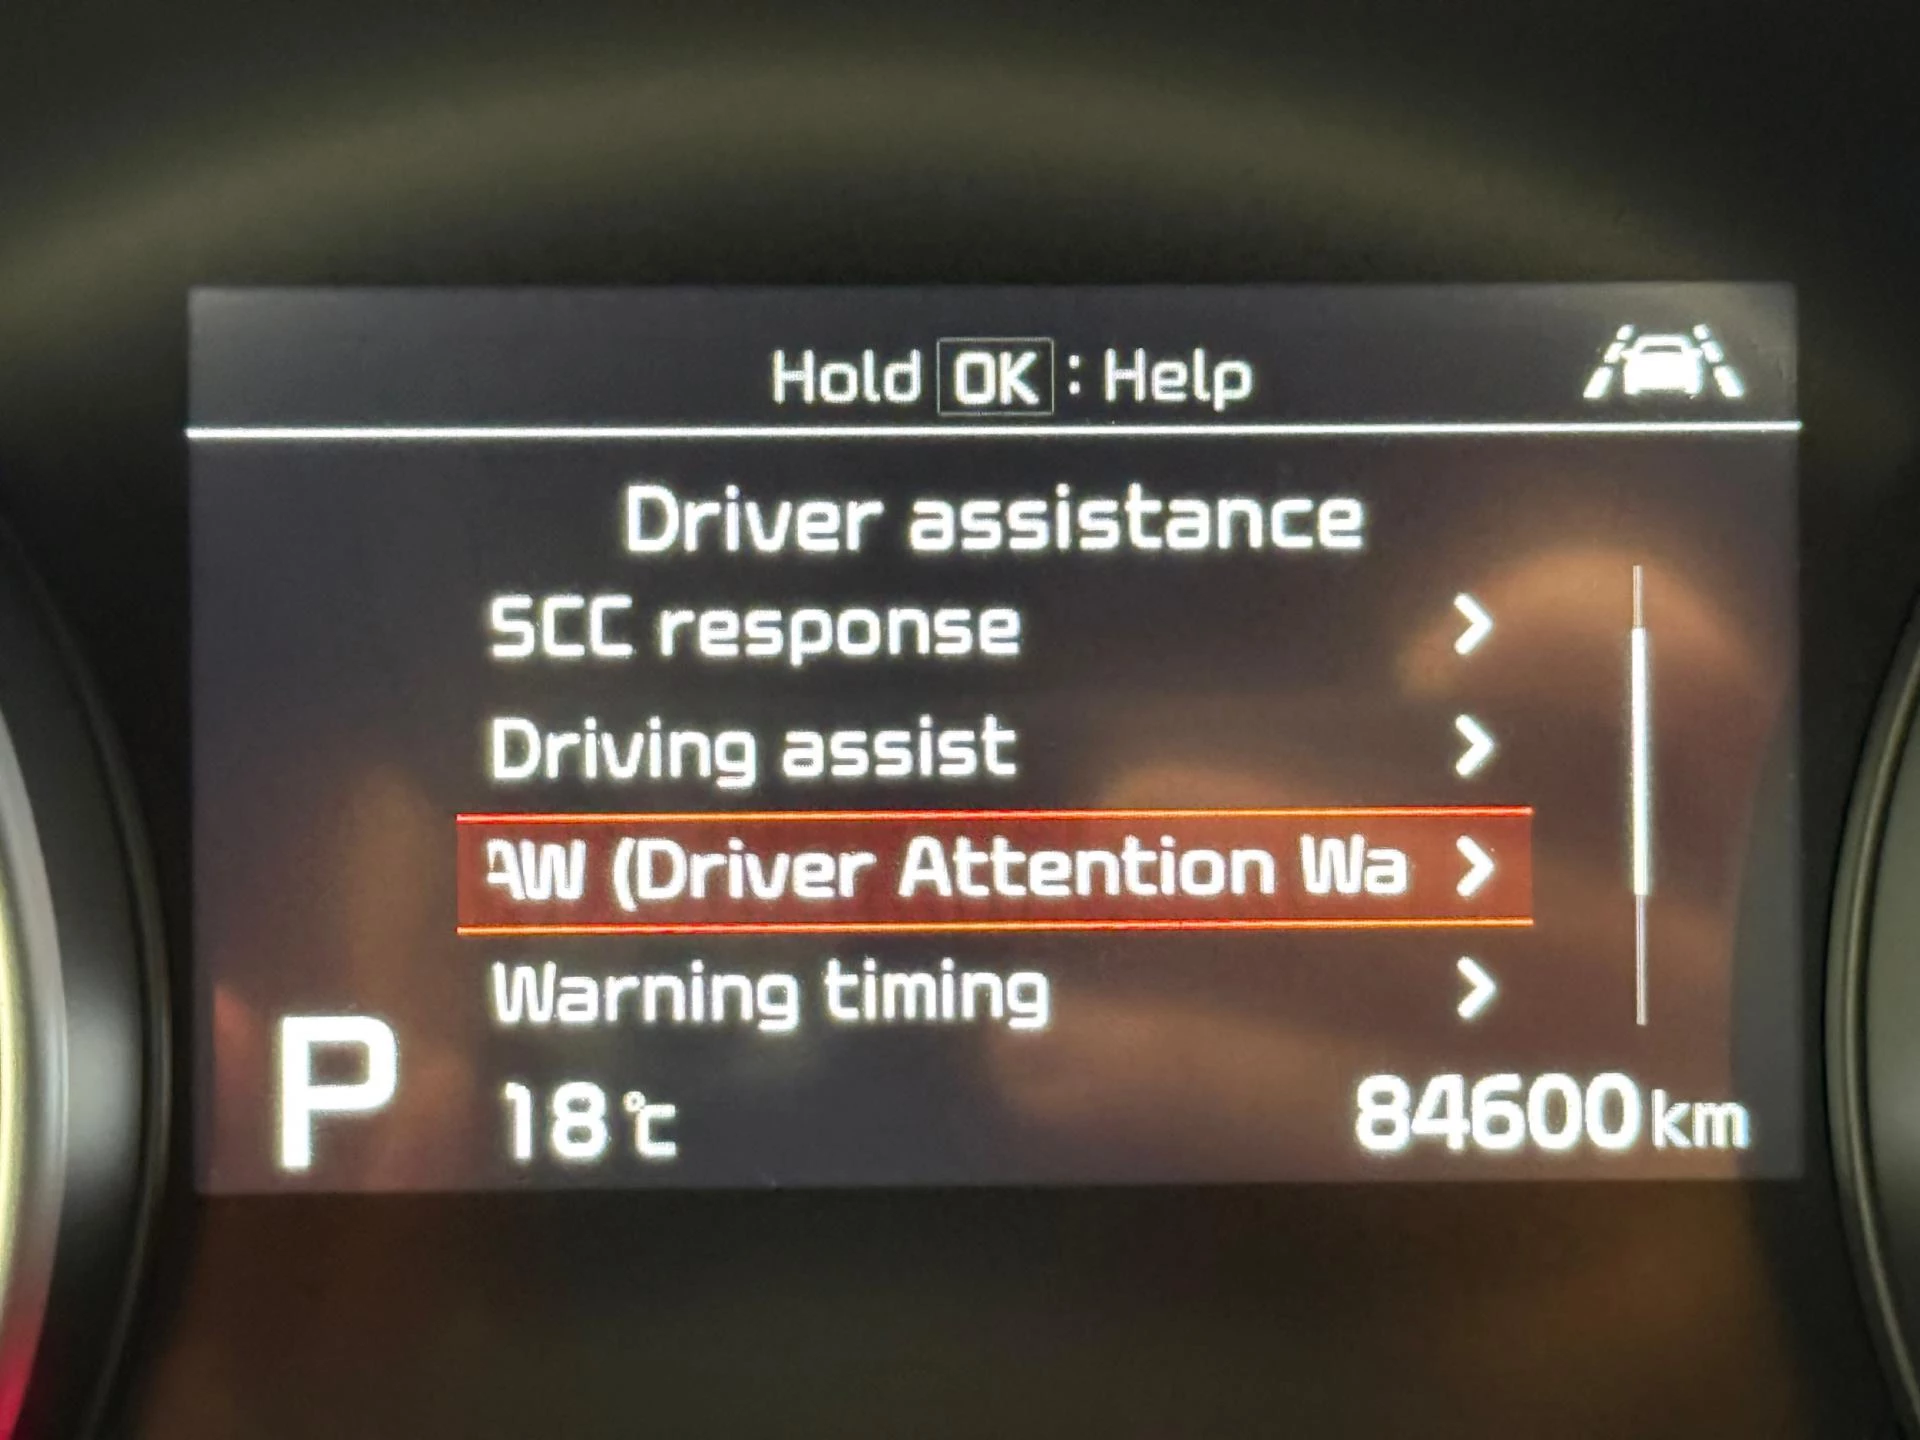 Hold OK : Help
Driver assistance
SCC response
Driving assist
AW (Driver Attention Wa
Warning timing
P
18℃
84600 km